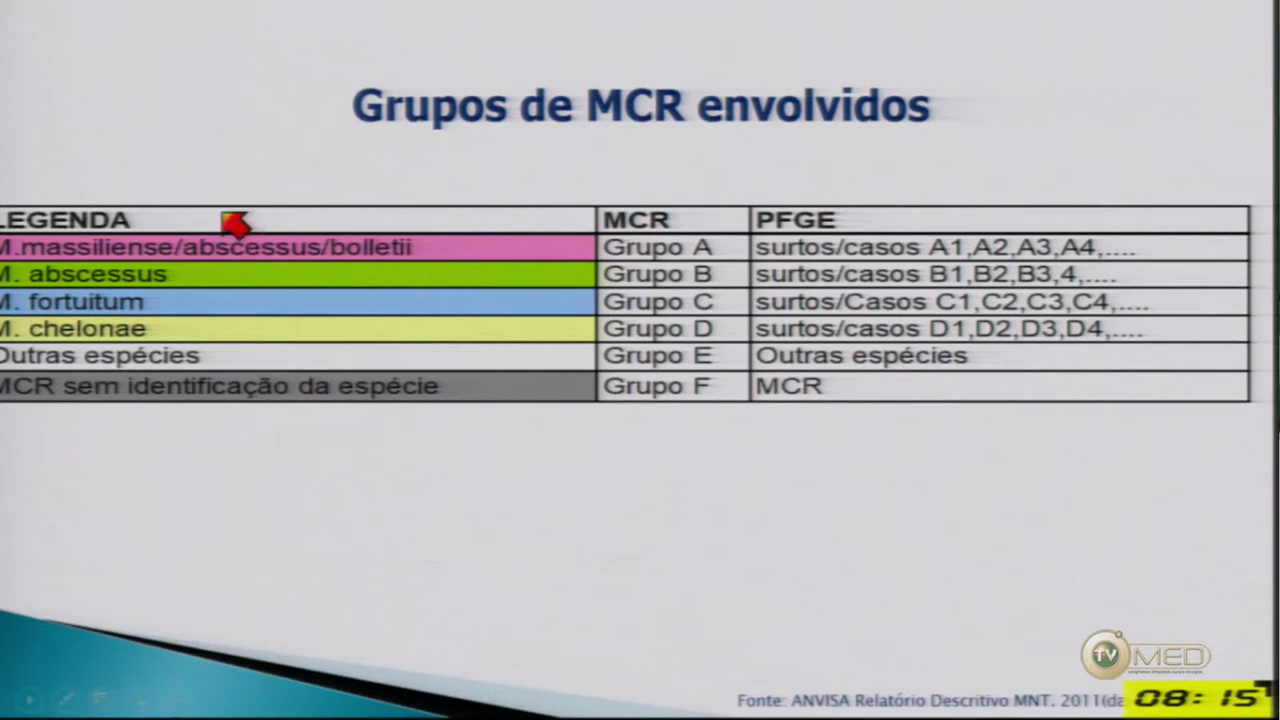 Grupos de MCR envolvidos
LEGENDA MCR PFGE
M.massiliense/abscessus/bolletii Grupo A surtos/casos A1,A2,A3,A4,....
M. abscessus Grupo B surtos/casos B1,B2,B3,4,....
M. fortuitum Grupo C surtos/Casos C1,C2,C3,C4,....
M. chelonae Grupo D surtos/casos D1,D2,D3,D4,....
Outras espécies Grupo E Outras espécies
MCR sem identificação da espécie Grupo F MCR
TV MED
Fonte: ANVISA Relatório Descritivo MNT. 2011(da
08:15